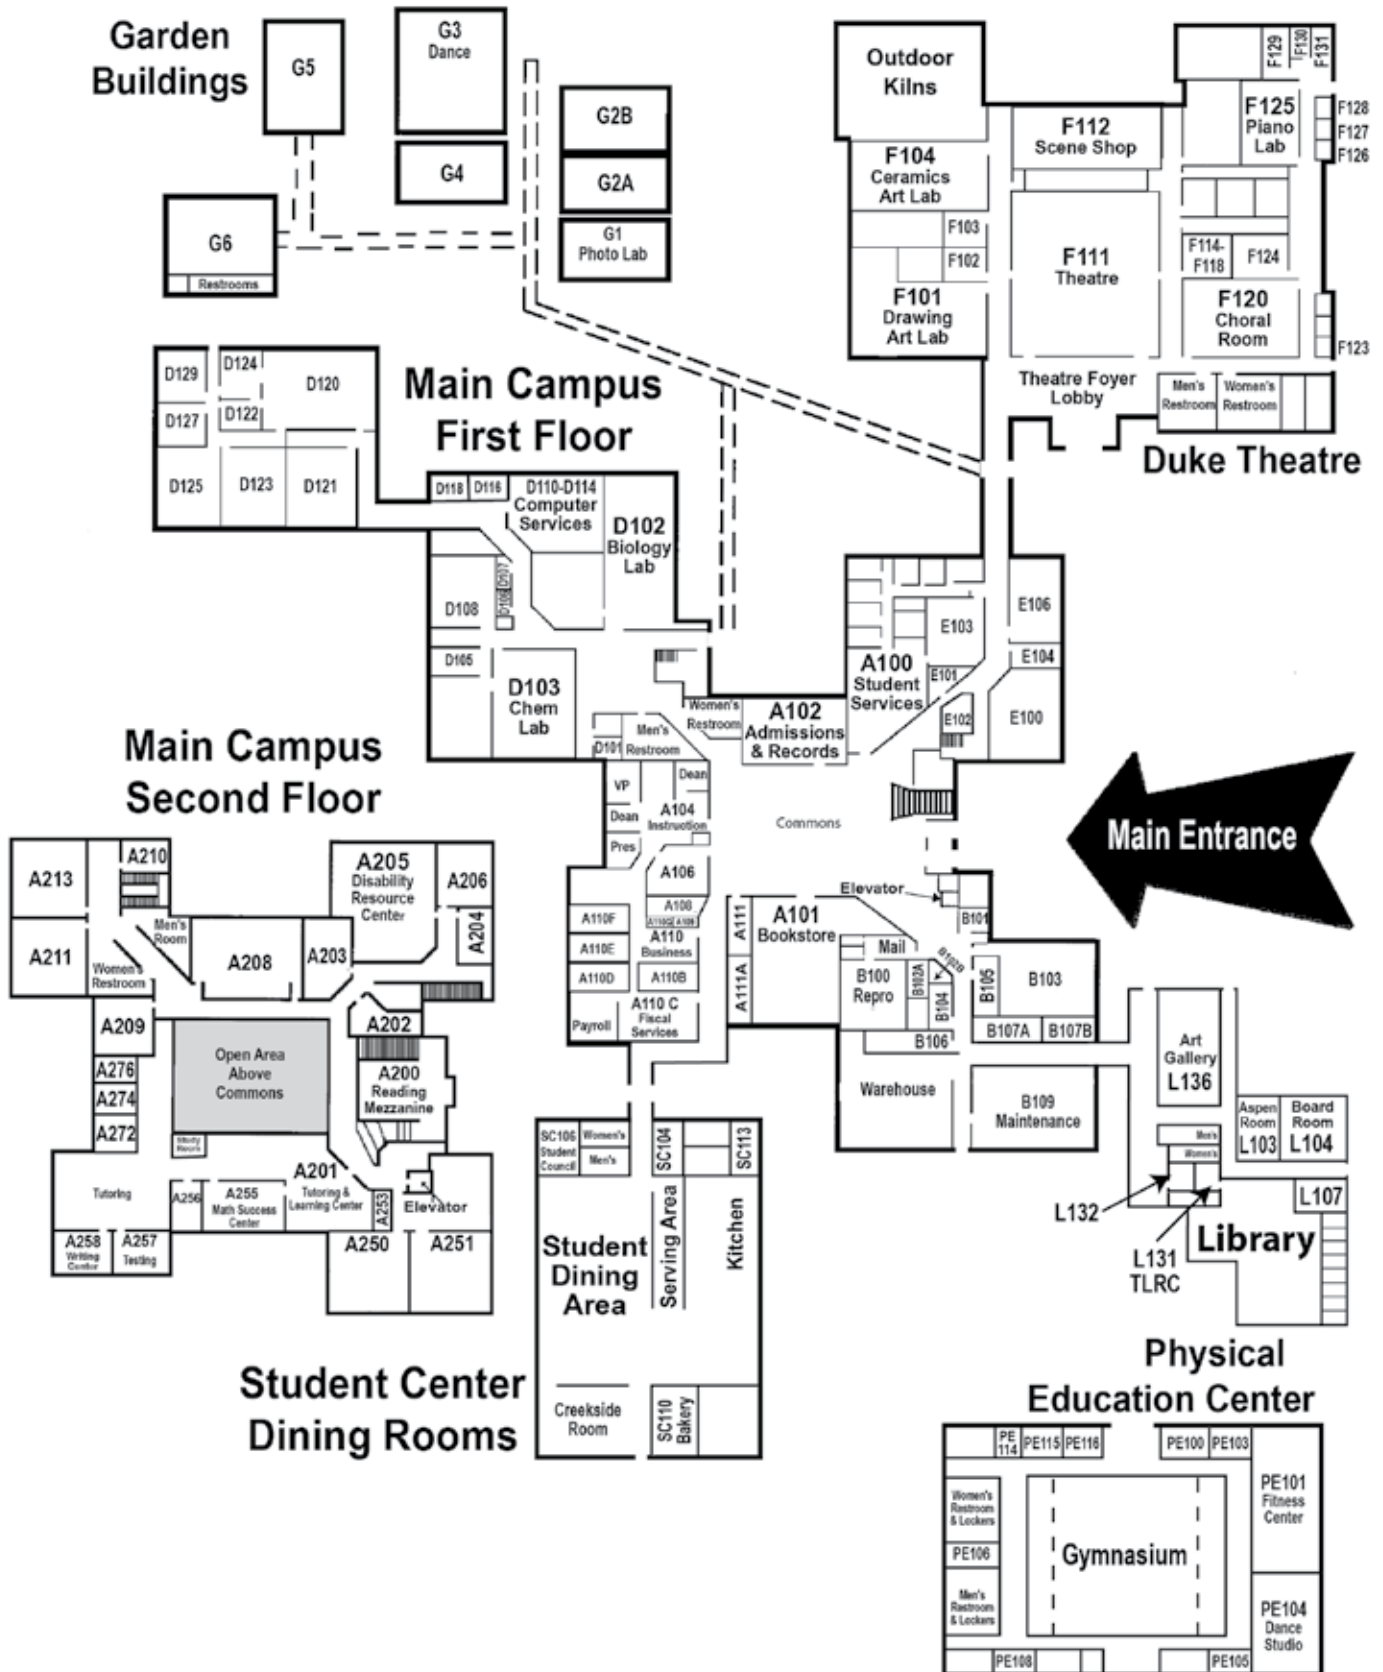 Garden
Buildings
G5
G3
Dance
G4
G2B
G2A
G1
Photo Lab
G6
Restrooms
Outdoor
Kilns
F104
Ceramics
Art Lab
F103
F102
F101
Drawing
Art Lab
F112
Scene Shop
F111
Theatre
F129
F130
F131
F125
Piano
Lab
F128
F127
F126
F114-
F118
F124
F120
Choral
Room
F123
Theatre Foyer
Lobby
Men's
Restroom
Women's
Restroom
Duke Theatre
Main Campus
First Floor
D129
D124
D120
D127
D122
D125
D123
D121
D118
D116
D110-D114
Computer
Services
D102
Biology
Lab
D107
D106
D108
D105
D103
Chem
Lab
D101
Men's
Restroom
Women's
Restroom
A102
Admissions
& Records
A100
Student
Services
E103
E101
E102
E106
E104
E100
VP
Dean
Dean
A104
Instruction
Pres
A106
A108
A110G
A109
A110F
A110
Business
A110E
A110D
A110B
A110 C
Fiscal
Services
Payroll
Commons
Main Entrance
Elevator
A111
A111A
A101
Bookstore
Mail
B100
Repro
B102A
B102B
B104
B106
B101
B105
B103
B107A
B107B
Warehouse
B109
Maintenance
Art
Gallery
L136
Men's
Women's
Aspen
Room
L103
Board
Room
L104
L107
L132
L131
TLRC
Library
Main Campus
Second Floor
A213
A210
A211
Men's
Room
Women's
Restroom
A208
A203
A205
Disability
Resource
Center
A206
A204
A209
A276
A274
A272
Open Area
Above
Commons
A202
A200
Reading
Mezzanine
Study
Room
A201
Tutoring &
Learning Center
Tutoring
A256
A255
Math Success
Center
A253
Elevator
A258
Writing
Center
A257
Testing
A250
A251
Student Center
Dining Rooms
SC106
Student
Council
Women's
Men's
SC104
SC113
Student
Dining
Area
Serving Area
Kitchen
Creekside
Room
SC110
Bakery
Physical
Education Center
PE
114
PE115
PE116
PE100
PE103
Women's
Restroom
& Lockers
PE106
Men's
Restroom
& Lockers
Gymnasium
PE101
Fitness
Center
PE104
Dance
Studio
PE108
PE105